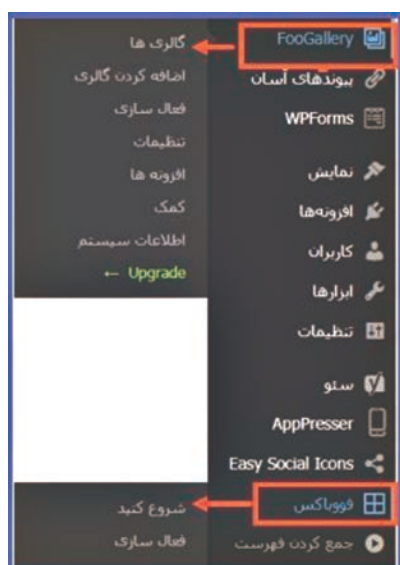 FooGallery
گالری ها
اضافه کردن گالری
فعال سازی
تنظیمات
افزونه ها
کمک
اطلاعات سیستم
Upgrade →
پیوندهای آسان
WPForms
نمایش
افزونه‌ها
کاربران
ابزارها
تنظیمات
سئو
AppPresser
Easy Social Icons
فووباکس
شروع کنید
فعال سازی
جمع کردن فهرست